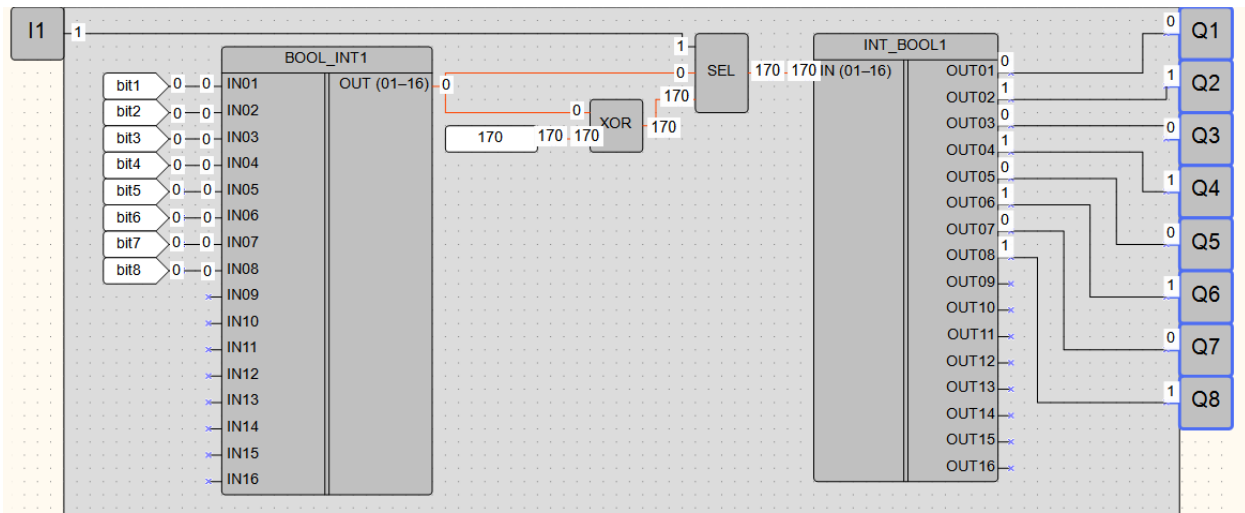 I1 1 0 Q1
BOOL_INT1 1 INT_BOOL1
bit1 0 0 IN01 OUT (01–16) 0 0 SEL 170 170 IN (01–16) OUT01 0 1 Q2
bit2 0 0 IN02 0 170 OUT02 1
bit3 0 0 IN03 170 170 170 XOR 170 OUT03 0 0 Q3
bit4 0 0 IN04 OUT04 1
bit5 0 0 IN05 OUT05 0 1 Q4
bit6 0 0 IN06 OUT06 1
bit7 0 0 IN07 OUT07 0 0 Q5
bit8 0 0 IN08 OUT08 1
IN09 OUT09 1 Q6
IN10 OUT10
IN11 OUT11 0 Q7
IN12 OUT12
IN13 OUT13 1 Q8
IN14 OUT14
IN15 OUT15
IN16 OUT16